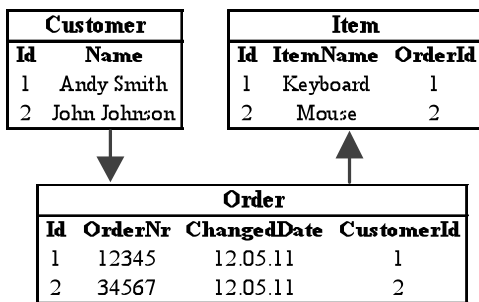 Customer
Id Name
1 Andy Smith
2 John Johnson
Item
Id ItemName OrderId
1 Keyboard 1
2 Mouse 2
Order
Id OrderNr ChangedDate CustomerId
1 12345 12.05.11 1
2 34567 12.05.11 2